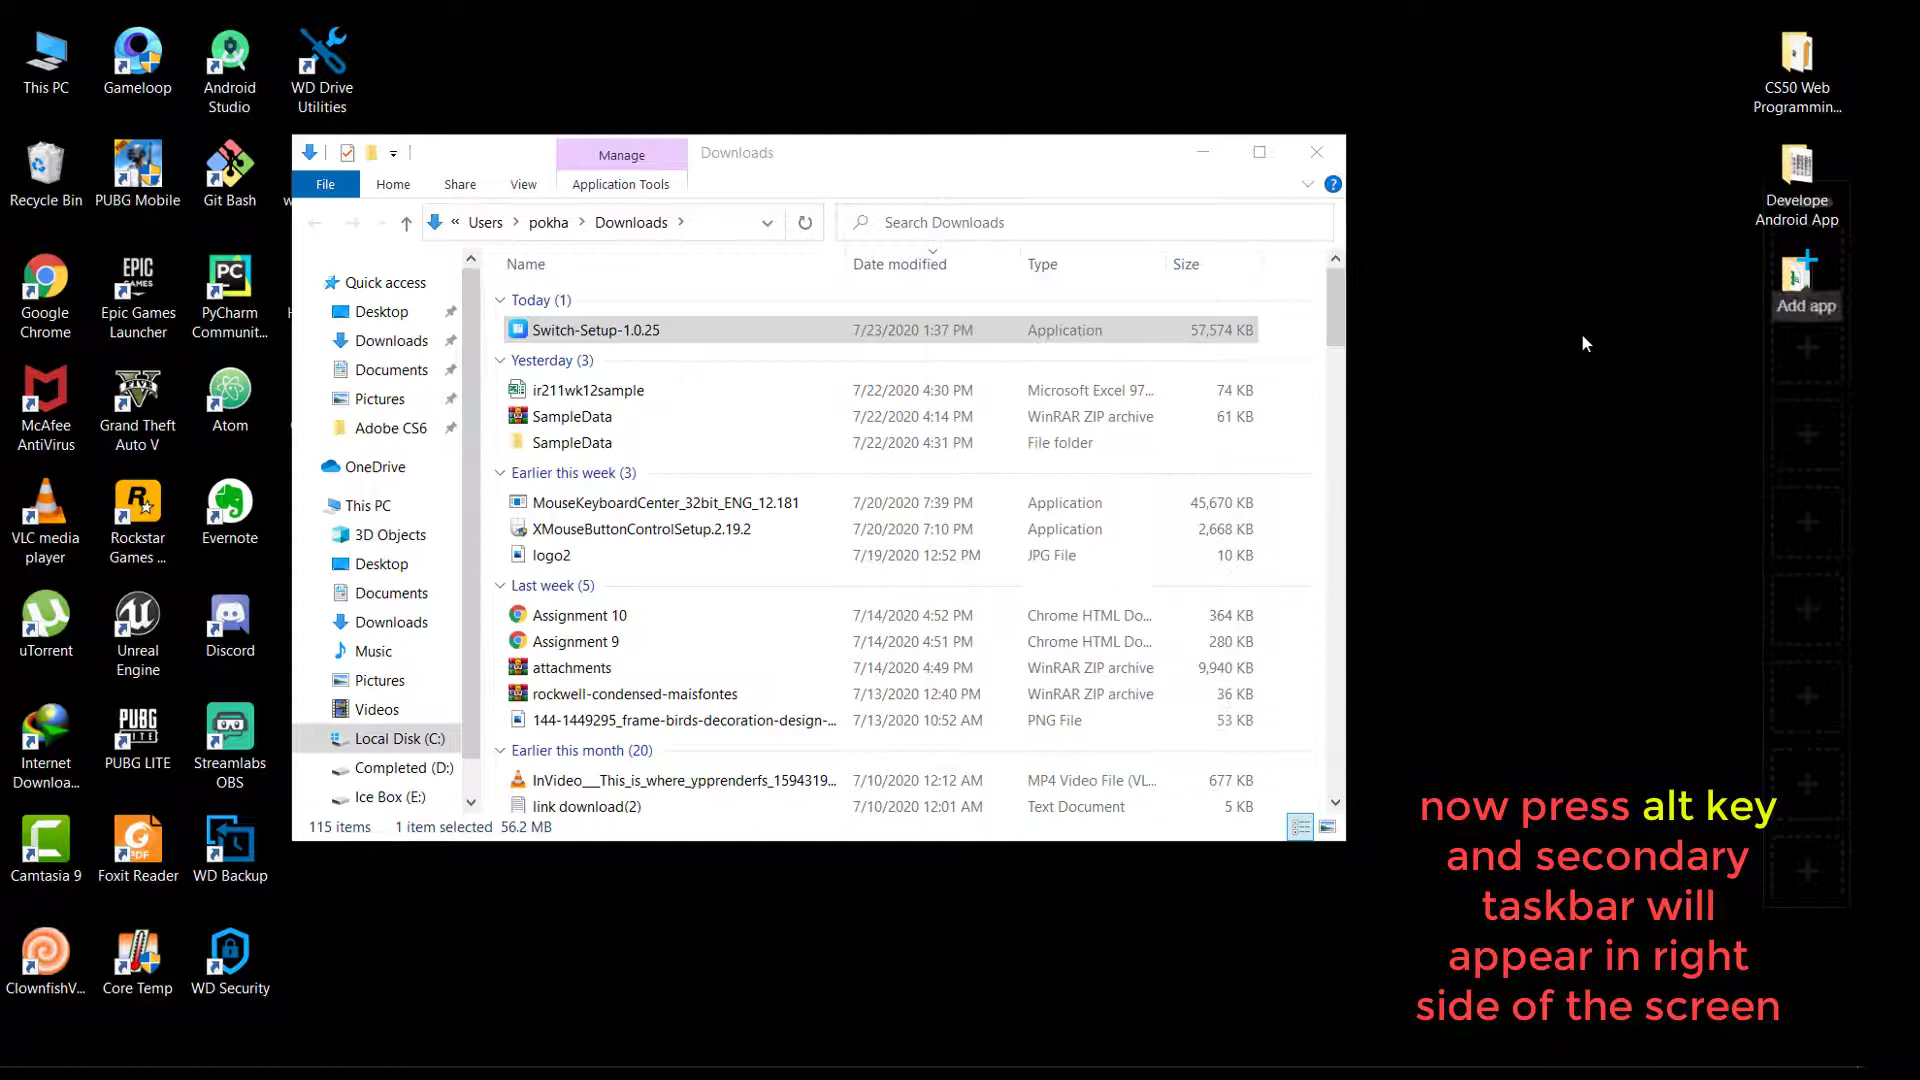 This PC
Gameloop
Android
Studio
WD Drive
Utilities
CS50 Web
Programmin...
Recycle Bin
PUBG Mobile
Git Bash
Develope
Android App
Google
Chrome
Epic Games
Launcher
PyCharm
Communit...
Add app
McAfee
AntiVirus
Grand Theft
Auto V
Atom
VLC media
player
Rockstar
Games ...
Evernote
uTorrent
Unreal
Engine
Discord
Internet
Downloa...
PUBG LITE
Streamlabs
OBS
Camtasia 9
Foxit Reader
WD Backup
ClownfishV...
Core Temp
WD Security
Manage
Downloads
File
Home
Share
View
Application Tools
« Users > pokha > Downloads >
Search Downloads
Name
Date modified
Type
Size
Quick access
Desktop
Downloads
Documents
Pictures
Adobe CS6
OneDrive
This PC
3D Objects
Desktop
Documents
Downloads
Music
Pictures
Videos
Local Disk (C:)
Completed (D:)
Ice Box (E:)
Today (1)
Switch-Setup-1.0.25 7/23/2020 1:37 PM Application 57,574 KB
Yesterday (3)
ir211wk12sample 7/22/2020 4:30 PM Microsoft Excel 97... 74 KB
SampleData 7/22/2020 4:14 PM WinRAR ZIP archive 61 KB
SampleData 7/22/2020 4:31 PM File folder
Earlier this week (3)
MouseKeyboardCenter_32bit_ENG_12.181 7/20/2020 7:39 PM Application 45,670 KB
XMouseButtonControlSetup.2.19.2 7/20/2020 7:10 PM Application 2,668 KB
logo2 7/19/2020 12:52 PM JPG File 10 KB
Last week (5)
Assignment 10 7/14/2020 4:52 PM Chrome HTML Do... 364 KB
Assignment 9 7/14/2020 4:51 PM Chrome HTML Do... 280 KB
attachments 7/14/2020 4:49 PM WinRAR ZIP archive 9,940 KB
rockwell-condensed-maisfontes 7/13/2020 12:40 PM WinRAR ZIP archive 36 KB
144-1449295_frame-birds-decoration-design-... 7/13/2020 10:52 AM PNG File 53 KB
Earlier this month (20)
InVideo___This_is_where_ypprenderfs_1594319... 7/10/2020 12:12 AM MP4 Video File (VL... 677 KB
link download(2) 7/10/2020 12:01 AM Text Document 5 KB
115 items 1 item selected 56.2 MB
now press alt key
and secondary
taskbar will
appear in right
side of the screen